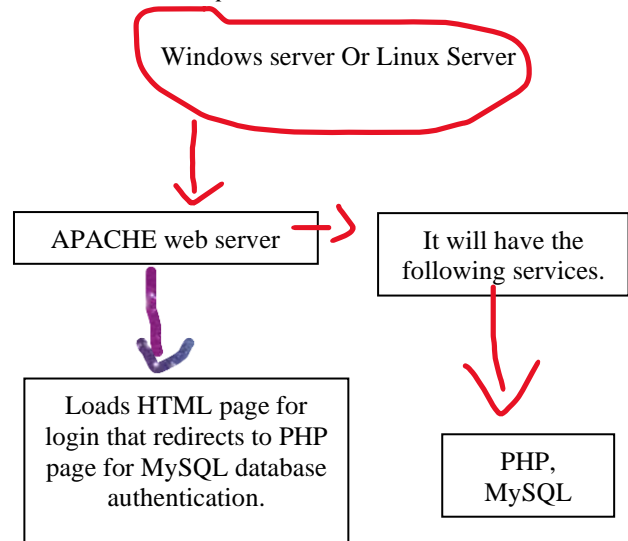 Windows server Or Linux Server
APACHE web server
It will have the
following services.
Loads HTML page for
login that redirects to PHP
page for MySQL database
authentication.
PHP,
MySQL